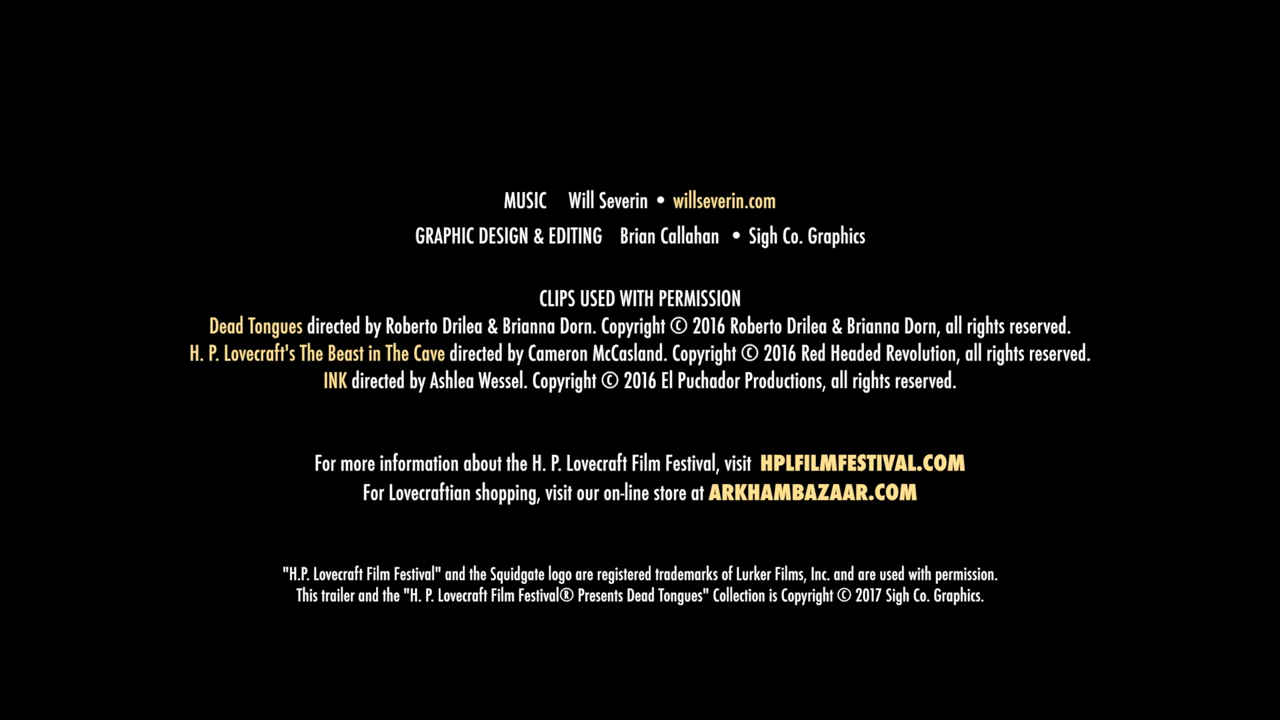 MUSIC Will Severin • willseverin.com
GRAPHIC DESIGN & EDITING Brian Callahan • Sigh Co. Graphics
CLIPS USED WITH PERMISSION
Dead Tongues directed by Roberto Drilea & Brianna Dorn. Copyright © 2016 Roberto Drilea & Brianna Dorn, all rights reserved.
H. P. Lovecraft's The Beast in The Cave directed by Cameron McCasland. Copyright © 2016 Red Headed Revolution, all rights reserved.
INK directed by Ashlea Wessel. Copyright © 2016 El Puchador Productions, all rights reserved.
For more information about the H. P. Lovecraft Film Festival, visit HPLFILMFESTIVAL.COM
For Lovecraftian shopping, visit our on-line store at ARKHAMBAZAAR.COM
"H.P. Lovecraft Film Festival" and the Squidgate logo are registered trademarks of Lurker Films, Inc. and are used with permission.
This trailer and the "H. P. Lovecraft Film Festival® Presents Dead Tongues" Collection is Copyright © 2017 Sigh Co. Graphics.